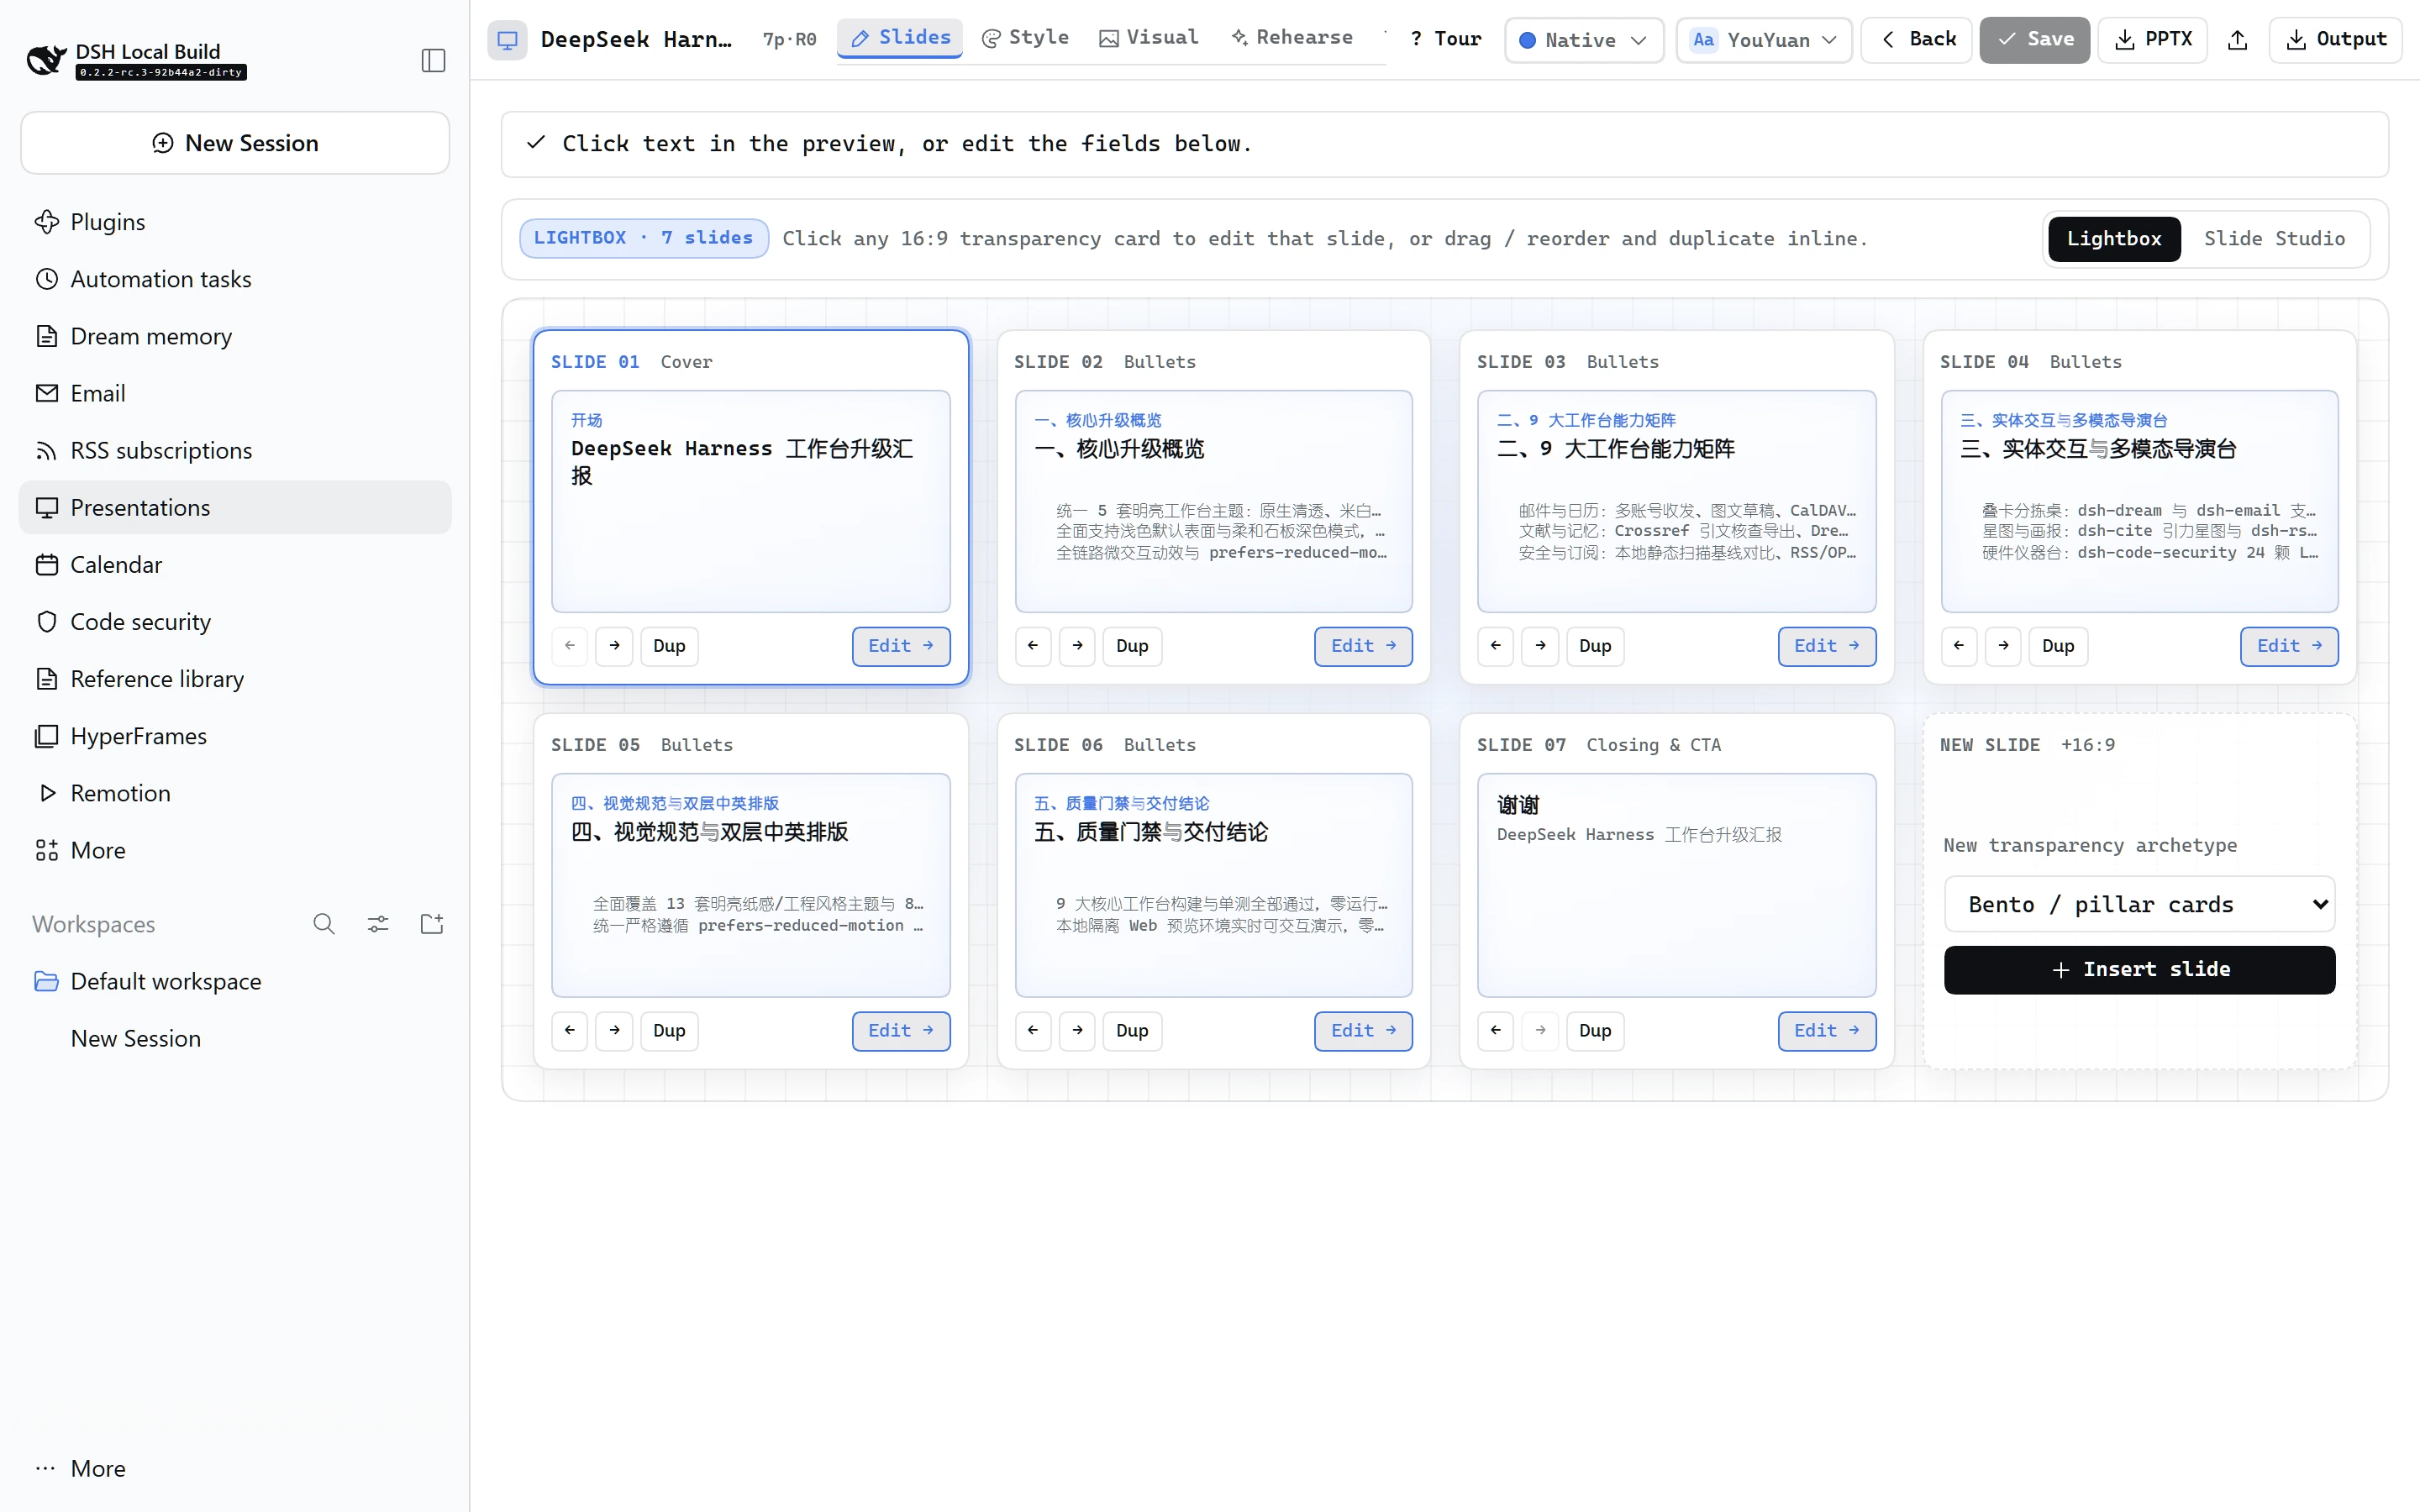 DSH Local Build
0.2.2-rc.3-92b44a2-dirty
New Session
Plugins
Automation tasks
Dream memory
Email
RSS subscriptions
Presentations
Calendar
Code security
Reference library
HyperFrames
Remotion
More
Workspaces
Default workspace
New Session
More
DeepSeek Harn…
7p·R0
Slides
Style
Visual
Rehearse
? Tour
Native
Aa YouYuan
Back
Save
PPTX
Output
Click text in the preview, or edit the fields below.
LIGHTBOX · 7 slides
Click any 16:9 transparency card to edit that slide, or drag / reorder and duplicate inline.
Lightbox
Slide Studio
SLIDE 01 Cover
开场
DeepSeek Harness 工作台升级汇
报
← → Dup Edit →
SLIDE 02 Bullets
一、核心升级概览
一、核心升级概览
统一 5 套明亮工作台主题：原生清透、米白…
全面支持浅色默认表面与柔和石板深色模式，…
全链路微交互动效与 prefers-reduced-mo…
← → Dup Edit →
SLIDE 03 Bullets
二、9 大工作台能力矩阵
二、9 大工作台能力矩阵
邮件与日历：多账号收发、图文草稿、CalDAV…
文献与记忆：Crossref 引文核查导出、Dre…
安全与订阅：本地静态扫描基线对比、RSS/OP…
← → Dup Edit →
SLIDE 04 Bullets
三、实体交互与多模态导演台
三、实体交互与多模态导演台
叠卡分拣桌：dsh-dream 与 dsh-email 支…
星图与画报：dsh-cite 引力星图与 dsh-rs…
硬件仪器台：dsh-code-security 24 颗 L…
← → Dup Edit →
SLIDE 05 Bullets
四、视觉规范与双层中英排版
四、视觉规范与双层中英排版
全面覆盖 13 套明亮纸感/工程风格主题与 8…
统一严格遵循 prefers-reduced-motion …
← → Dup Edit →
SLIDE 06 Bullets
五、质量门禁与交付结论
五、质量门禁与交付结论
9 大核心工作台构建与单测全部通过，零运行…
本地隔离 Web 预览环境实时可交互演示，零…
← → Dup Edit →
SLIDE 07 Closing & CTA
谢谢
DeepSeek Harness 工作台升级汇报
← → Dup Edit →
NEW SLIDE +16:9
New transparency archetype
Bento / pillar cards
+ Insert slide